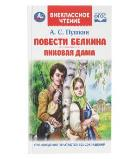 ВНЕКЛАССНОЕ ЧТЕНИЕ
А. С. Пушкин
ПОВЕСТИ БЕЛКИНА
ПИКОВАЯ ДАМА